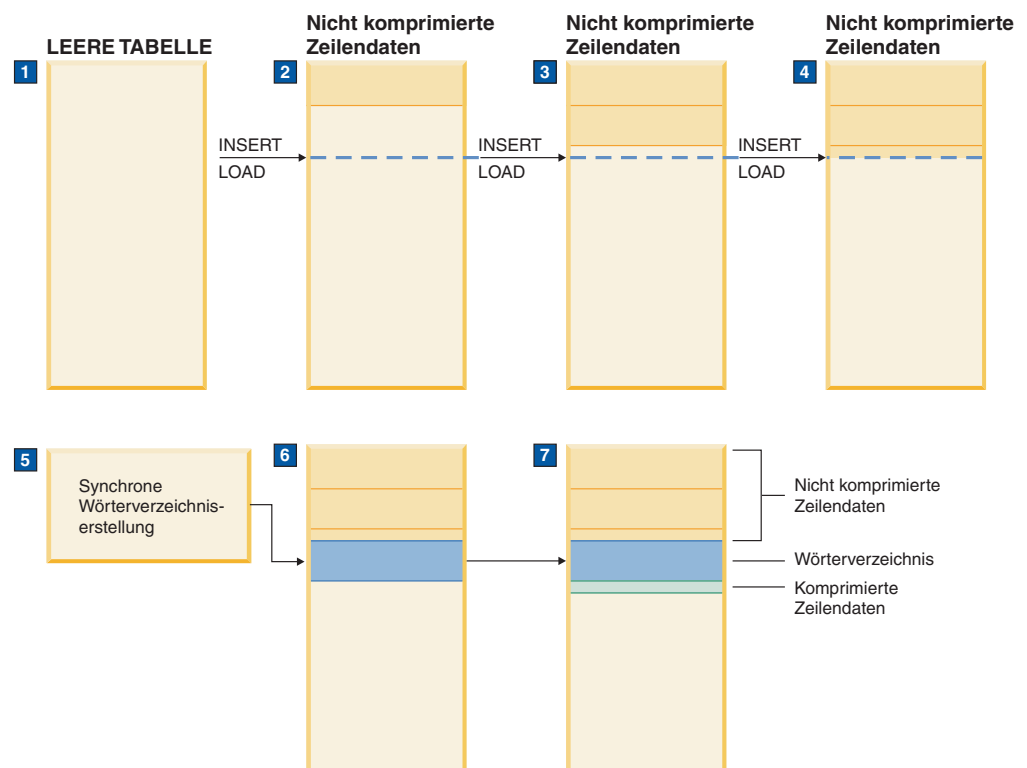 LEERE TABELLE
Nicht komprimierte
Zeilendaten
Nicht komprimierte
Zeilendaten
Nicht komprimierte
Zeilendaten
1
2
3
4
INSERT
LOAD
INSERT
LOAD
INSERT
LOAD
5
Synchrone
Wörterverzeichnis-
erstellung
6
7
Nicht komprimierte
Zeilendaten
Wörterverzeichnis
Komprimierte
Zeilendaten